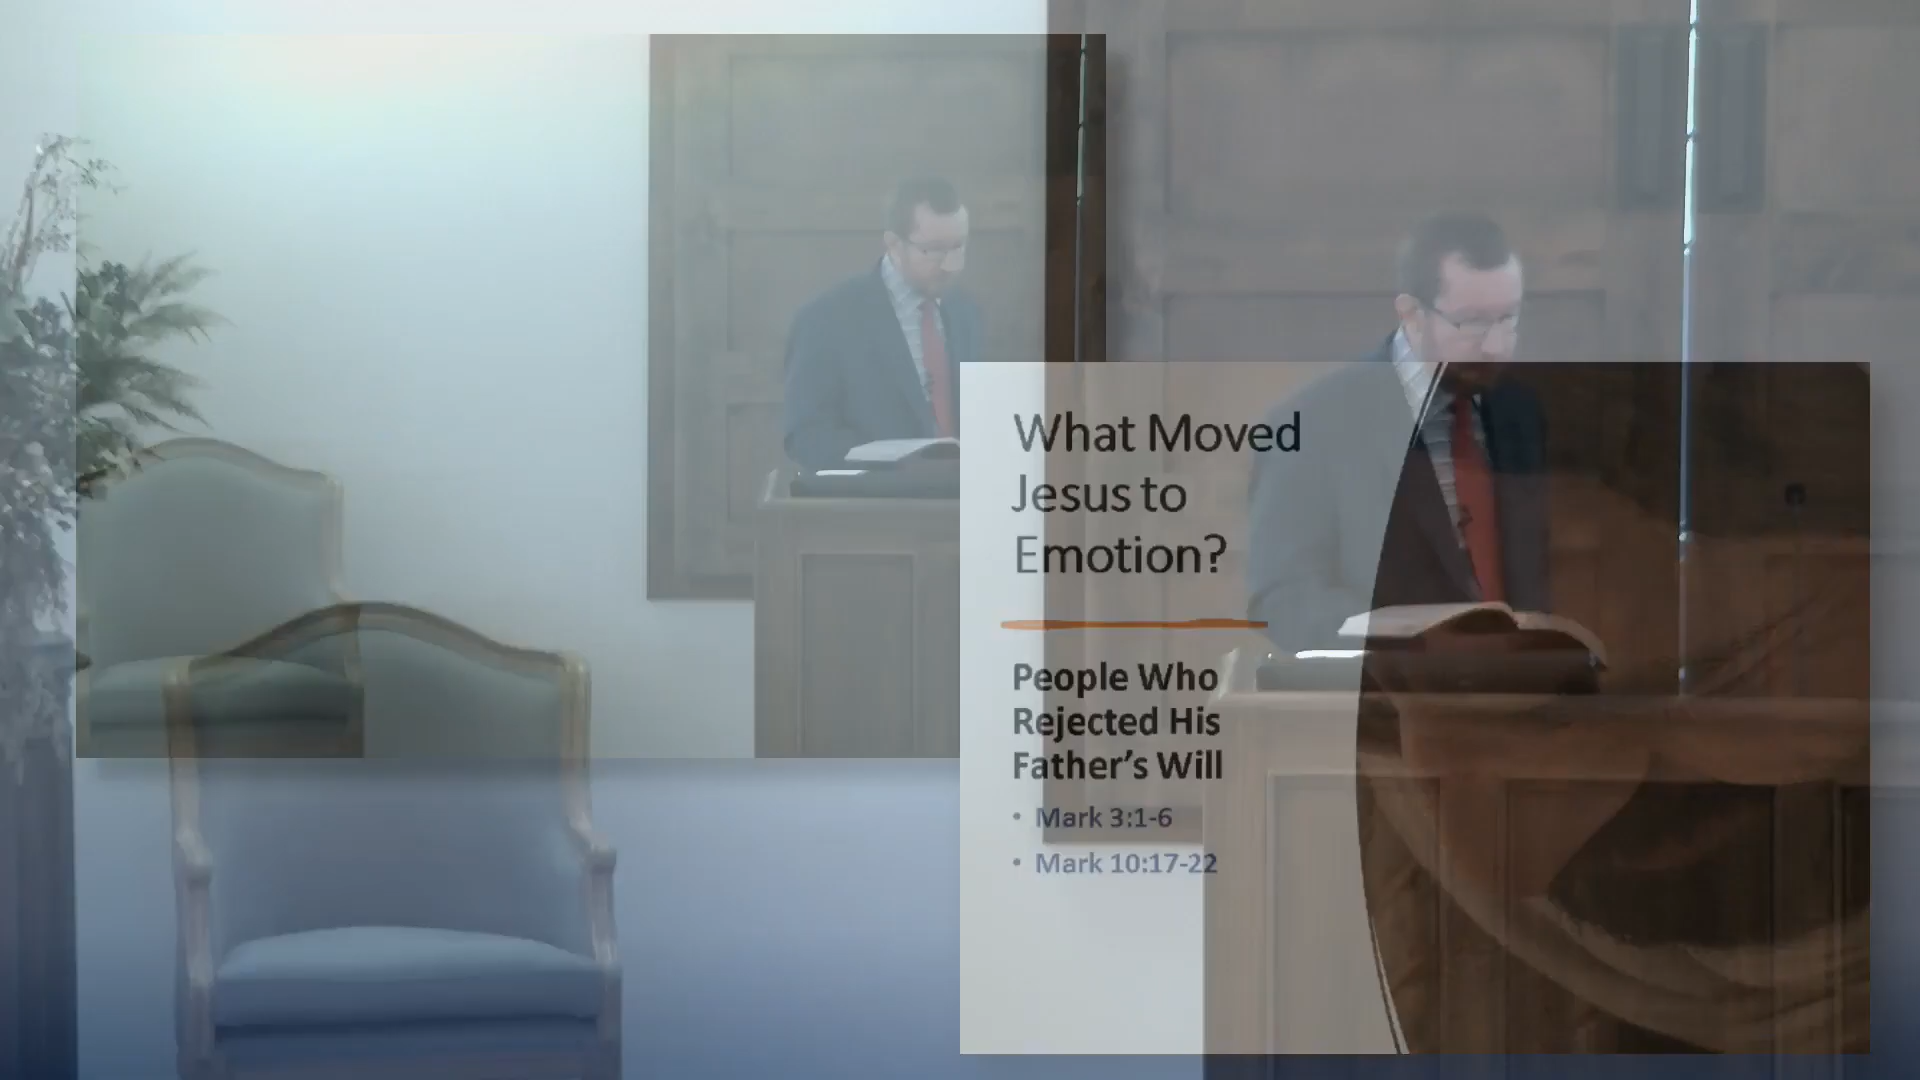 What Moved
Jesus to
Emotion?
People Who
Rejected His
Father's Will
• Mark 3:1-6
• Mark 10:17-22